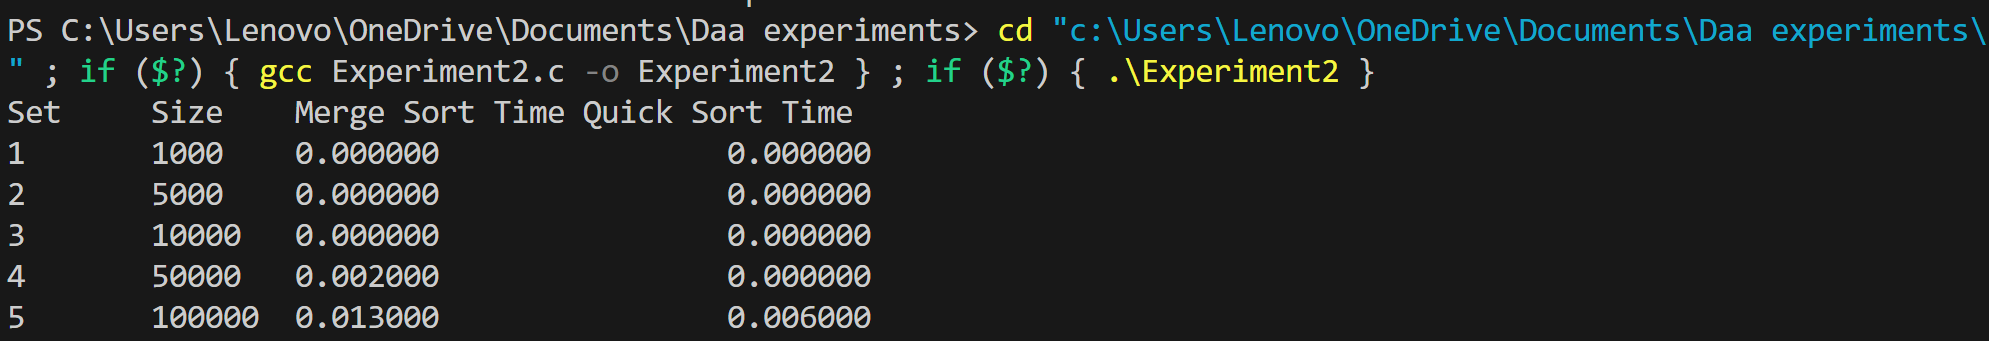 PS C:\Users\Lenovo\OneDrive\Documents\Daa experiments> cd "c:\Users\Lenovo\OneDrive\Documents\Daa experiments\
" ; if ($?) { gcc Experiment2.c -o Experiment2 } ; if ($?) { .\Experiment2 }
Set Size Merge Sort Time Quick Sort Time
1 1000 0.000000 0.000000
2 5000 0.000000 0.000000
3 10000 0.000000 0.000000
4 50000 0.002000 0.000000
5 100000 0.013000 0.006000